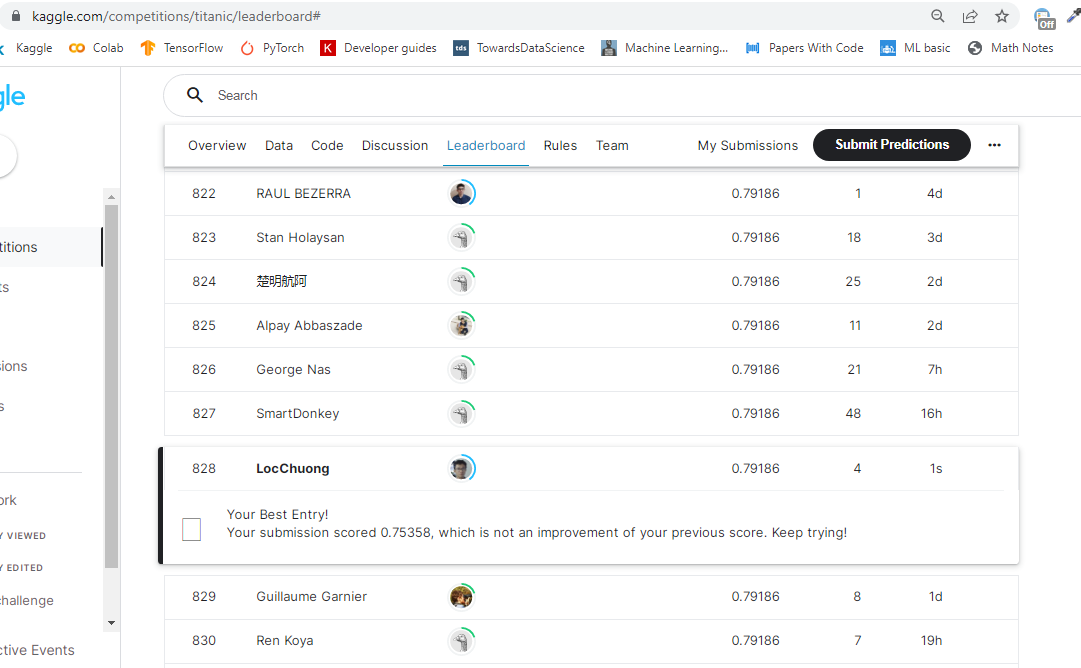 kaggle.com/competitions/titanic/leaderboard#
Off
Kaggle Colab TensorFlow PyTorch K Developer guides tds TowardsDataScience Machine Learning... Papers With Code ML basic Math Notes
gle
Search
Overview Data Code Discussion Leaderboard Rules Team My Submissions Submit Predictions ...
822 RAUL BEZERRA 0.79186 1 4d
823 Stan Holaysan 0.79186 18 3d
titions
824 楚明航阿 0.79186 25 2d
ts
825 Alpay Abbaszade 0.79186 11 2d
826 George Nas 0.79186 21 7h
sions
827 SmartDonkey 0.79186 48 16h
s
828 LocChuong 0.79186 4 1s
ork
Your Best Entry!
Your submission scored 0.75358, which is not an improvement of your previous score. Keep trying!
Y VIEWED
Y EDITED
829 Guillaume Garnier 0.79186 8 1d
challenge
830 Ren Koya 0.79186 7 19h
ctive Events